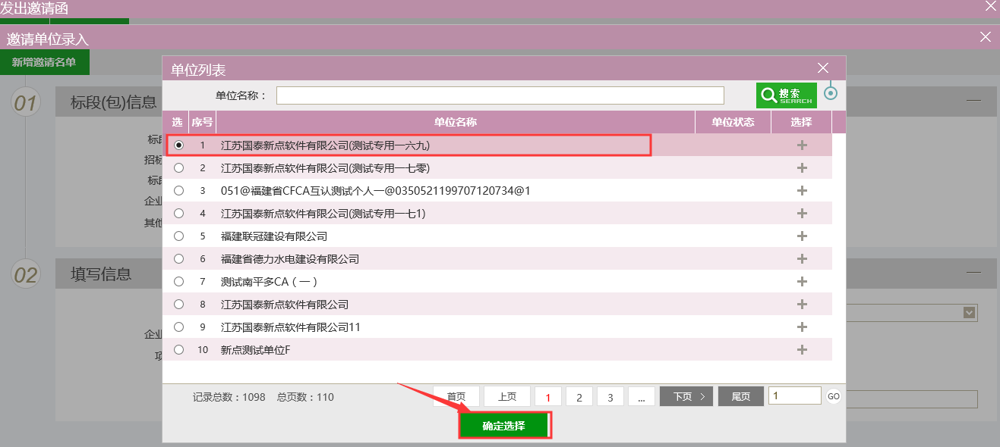 发出邀请函
邀请单位录入
新增邀请名单
单位列表
01 标段(包)信息
单位名称：
搜索 SEARCH
选 序号 单位名称 单位状态 选择
1 江苏国泰新点软件有限公司(测试专用一六九)
2 江苏国泰新点软件有限公司(测试专用一七零)
3 051@福建省CFCA互认测试个人一@0350521199707120734@1
4 江苏国泰新点软件有限公司(测试专用一七1)
5 福建联冠建设有限公司
6 福建省德力水电建设有限公司
7 测试南平多CA（一）
8 江苏国泰新点软件有限公司
9 江苏国泰新点软件有限公司11
10 新点测试单位F
标段
招标
标段
企业
其他
02 填写信息
企业
项
记录总数：1098 总页数：110
首页 上页 1 2 3 ... 下页 尾页 1 GO
确定选择